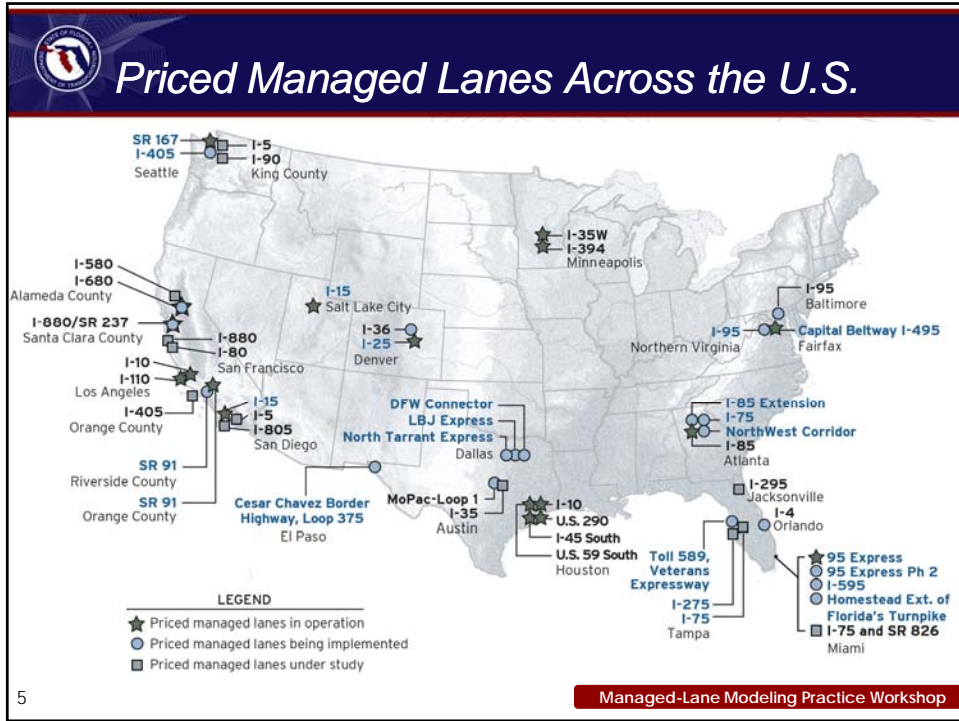 Priced Managed Lanes Across the U.S.
SR 167
I-405
Seattle
I-5
I-90
King County
I-35W
I-394
Minneapolis
I-580
I-680
Alameda County
I-880/SR 237
Santa Clara County
I-880
I-80
San Francisco
I-10
I-110
Los Angeles
I-405
Orange County
SR 91
Riverside County
SR 91
Orange County
I-15
I-5
I-805
San Diego
I-15
Salt Lake City
I-36
I-25
Denver
I-95
Baltimore
I-95
Northern Virginia
Capital Beltway I-495
Fairfax
DFW Connector
LBJ Express
North Tarrant Express
Dallas
I-85 Extension
I-75
NorthWest Corridor
I-85
Atlanta
Cesar Chavez Border
Highway, Loop 375
El Paso
MoPac-Loop 1
I-35
Austin
I-10
U.S. 290
I-45 South
U.S. 59 South
Houston
I-295
Jacksonville
I-4
Orlando
Toll 589,
Veterans
Expressway
I-275
I-75
Tampa
95 Express
95 Express Ph 2
I-595
Homestead Ext. of
Florida's Turnpike
I-75 and SR 826
Miami
LEGEND
Priced managed lanes in operation
Priced managed lanes being implemented
Priced managed lanes under study
5
Managed-Lane Modeling Practice Workshop